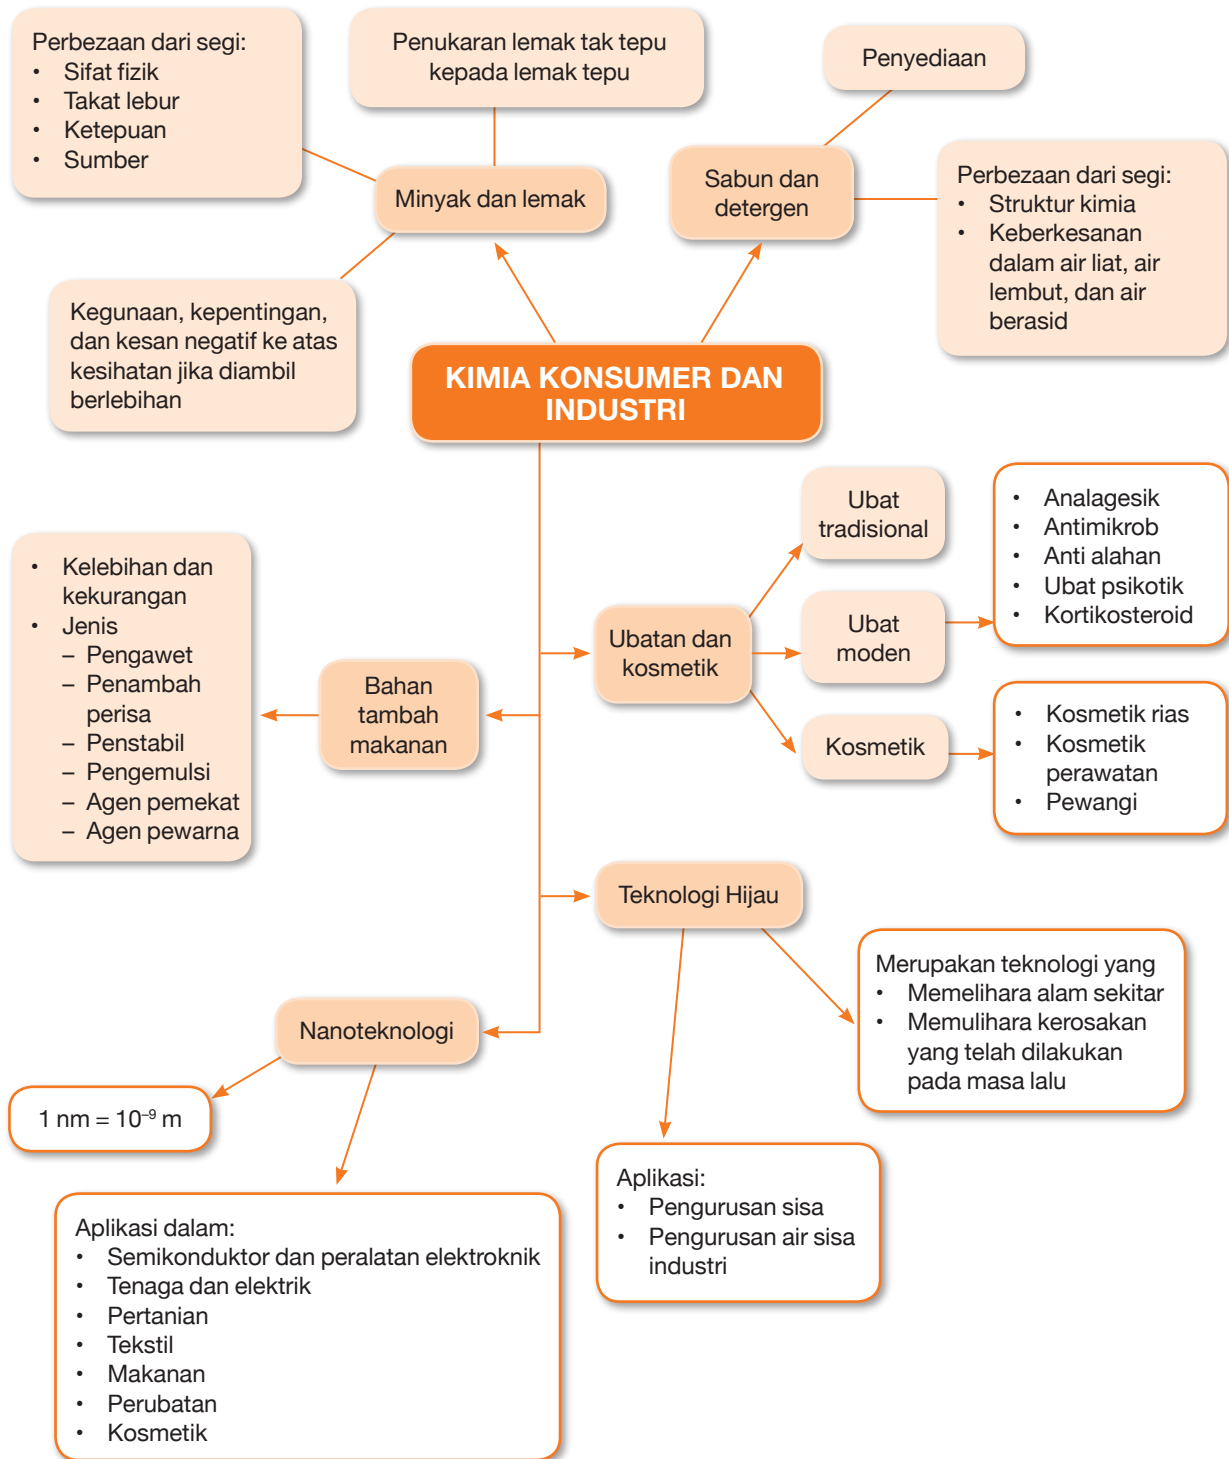 Perbezaan dari segi:
• Sifat fizik
• Takat lebur
• Ketepuan
• Sumber
Penukaran lemak tak tepu
kepada lemak tepu
Penyediaan
Minyak dan lemak
Sabun dan
detergen
Perbezaan dari segi:
• Struktur kimia
• Keberkesanan
dalam air liat, air
lembut, dan air
berasid
Kegunaan, kepentingan,
dan kesan negatif ke atas
kesihatan jika diambil
berlebihan
KIMIA KONSUMER DAN
INDUSTRI
Ubat
tradisional
• Analagesik
• Antimikrob
• Anti alahan
• Ubat psikotik
• Kortikosteroid
Ubatan dan
kosmetik
Ubat
moden
Kosmetik
• Kosmetik rias
• Kosmetik
perawatan
• Pewangi
• Kelebihan dan
kekurangan
• Jenis
– Pengawet
– Penambah
perisa
– Penstabil
– Pengemulsi
– Agen pemekat
– Agen pewarna
Bahan
tambah
makanan
Teknologi Hijau
Merupakan teknologi yang
• Memelihara alam sekitar
• Memulihara kerosakan
yang telah dilakukan
pada masa lalu
Nanoteknologi
1 nm = 10⁻⁹ m
Aplikasi:
• Pengurusan sisa
• Pengurusan air sisa
industri
Aplikasi dalam:
• Semikonduktor dan peralatan elektroknik
• Tenaga dan elektrik
• Pertanian
• Tekstil
• Makanan
• Perubatan
• Kosmetik